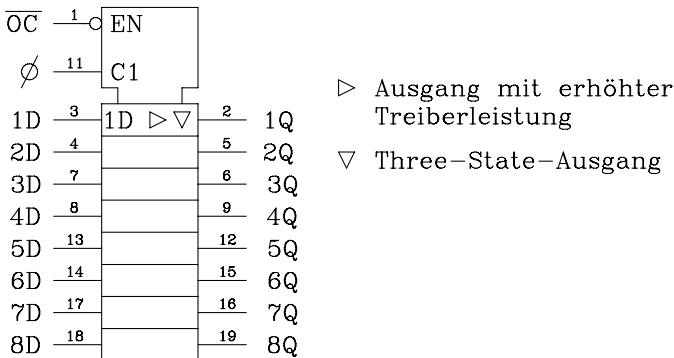 OC 1 EN
∅ 11 C1
1D 3 1D ▷ ▽ 2 1Q
2D 4 5 2Q
3D 7 6 3Q
4D 8 9 4Q
5D 13 12 5Q
6D 14 15 6Q
7D 17 16 7Q
8D 18 19 8Q
▷ Ausgang mit erhöhter
Treiberleistung
▽ Three-State-Ausgang